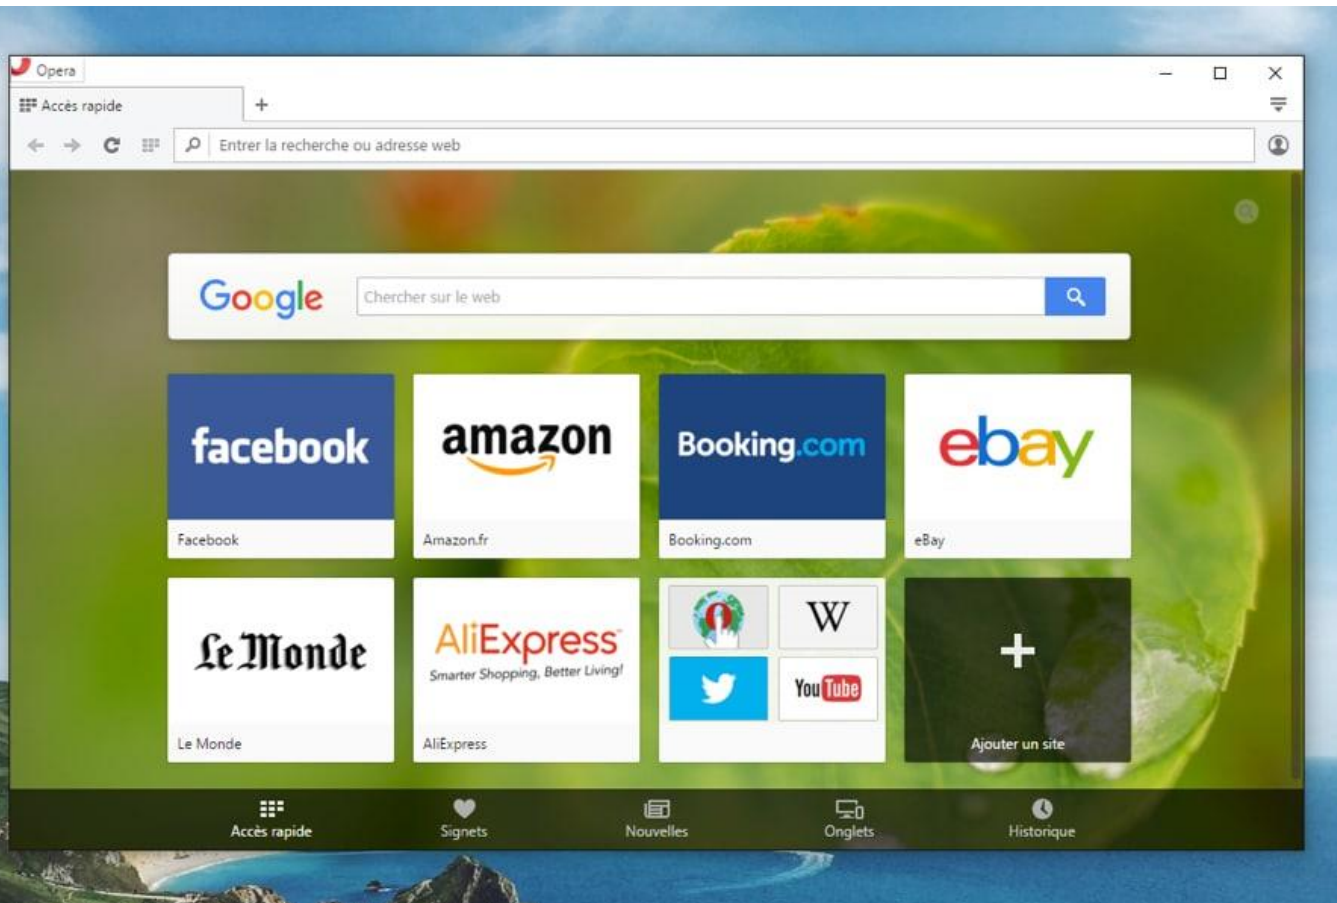 Opera
Accès rapide
Entrer la recherche ou adresse web
Google
Chercher sur le web
facebook
amazon
Booking.com
ebay
Facebook
Amazon.fr
Booking.com
eBay
Le Monde
AliExpress
Smarter Shopping, Better Living!
W
YouTube
Le Monde
AliExpress
Ajouter un site
Accès rapide
Signets
Nouvelles
Onglets
Historique